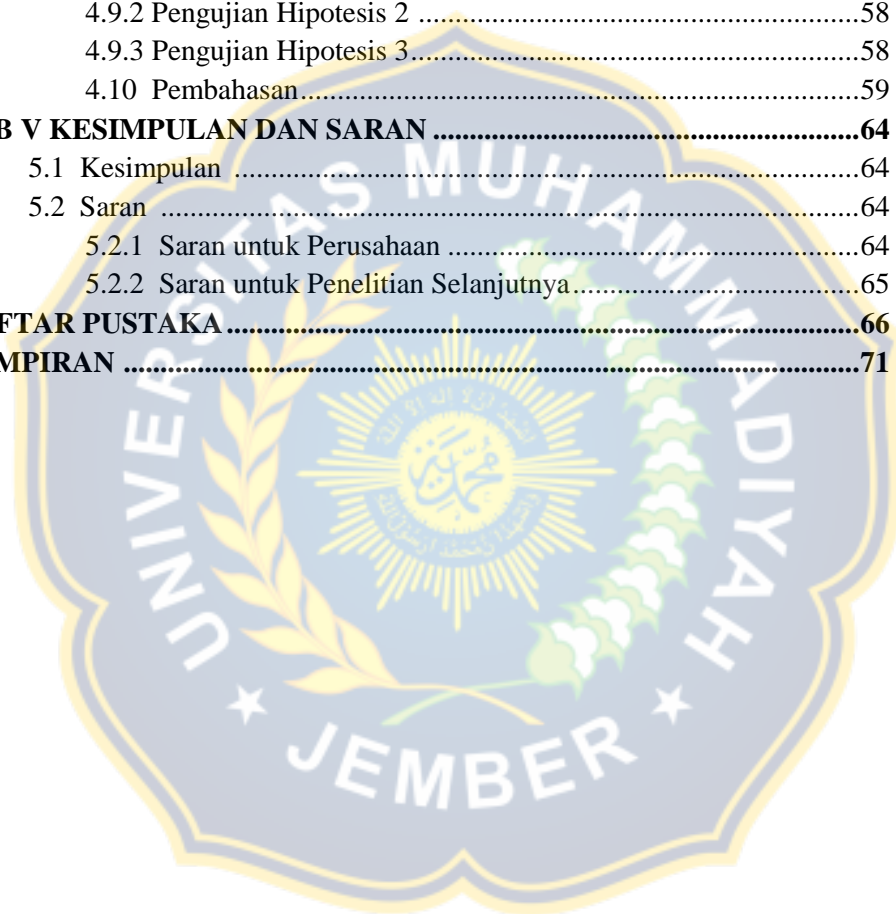 4.9.2 Pengujian Hipotesis 2 ..........................................................................58
4.9.3 Pengujian Hipotesis 3...........................................................................58
4.10 Pembahasan..............................................................................................59
B V KESIMPULAN DAN SARAN ......................................................................64
5.1 Kesimpulan .........................................................................................................64
5.2 Saran ....................................................................................................................64
5.2.1 Saran untuk Perusahaan .....................................................................64
5.2.2 Saran untuk Penelitian Selanjutnya...............................................65
FTAR PUSTAKA.........................................................................................................66
MPIRAN ........................................................................................................................71
UNIVERSITAS MUHAMMADIYAH
JEMBER